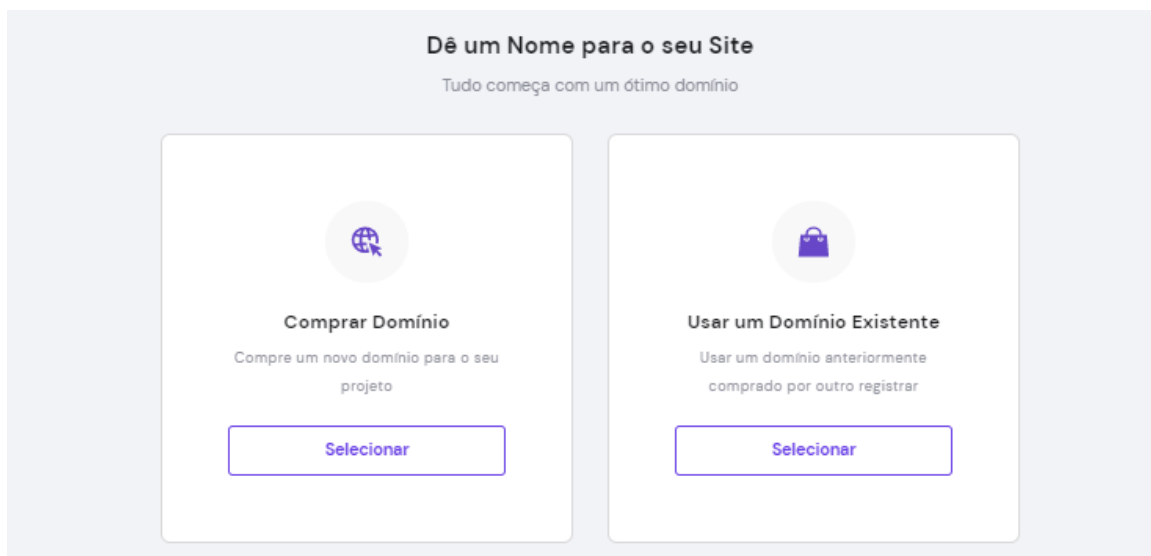 Dê um Nome para o seu Site
Tudo começa com um ótimo domínio
Comprar Domínio
Compre um novo domínio para o seu
projeto
Selecionar
Usar um Domínio Existente
Usar um domínio anteriormente
comprado por outro registrar
Selecionar